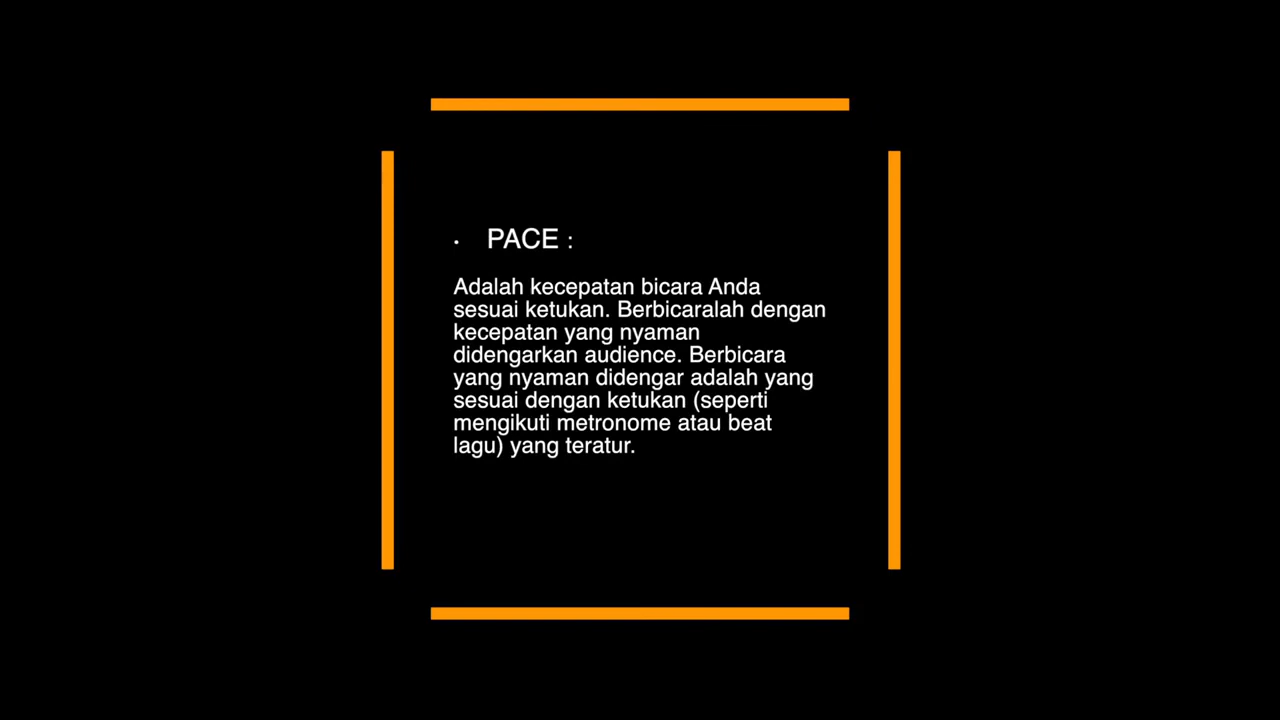 • PACE :
Adalah kecepatan bicara Anda
sesuai ketukan. Berbicaralah dengan
kecepatan yang nyaman
didengarkan audience. Berbicara
yang nyaman didengar adalah yang
sesuai dengan ketukan (seperti
mengikuti metronome atau beat
lagu) yang teratur.